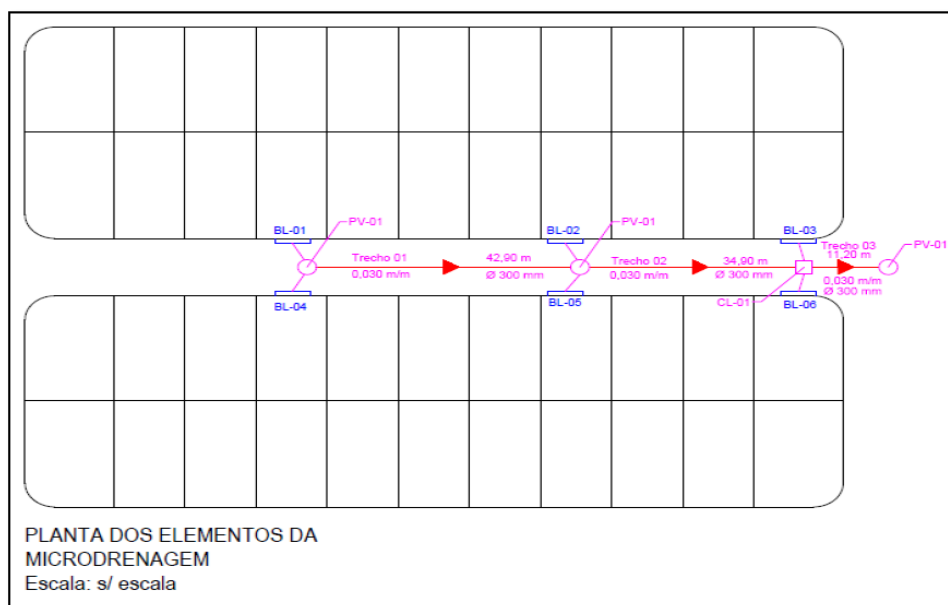 BL-01
PV-01
BL-02
PV-01
BL-03
Trecho 03
11,20 m
PV-01
Trecho 01
42,90 m
Trecho 02
34,90 m
0,030 m/m
Ø 300 mm
0,030 m/m
Ø 300 mm
0,030 m/m
Ø 300 mm
BL-04
BL-05
CL-01
BL-06
PLANTA DOS ELEMENTOS DA
MICRODRENAGEM
Escala: s/ escala